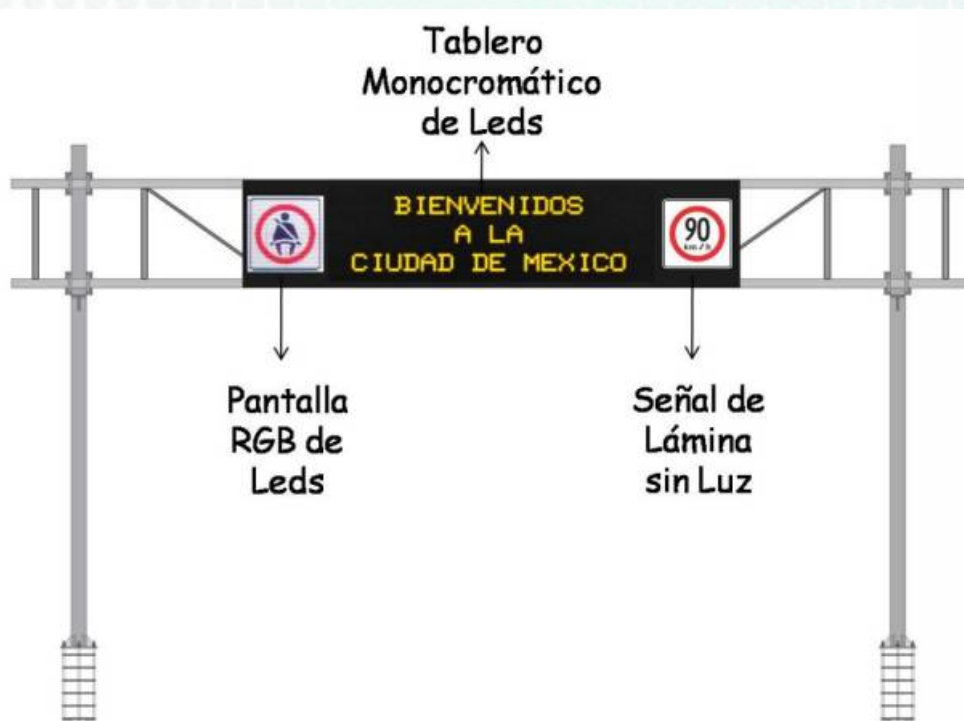 Tablero
Monocromático
de Leds
BIENVENIDOS
A LA
CIUDAD DE MEXICO
90
km/h
Pantalla
RGB de
Leds
Señal de
Lámina
sin Luz